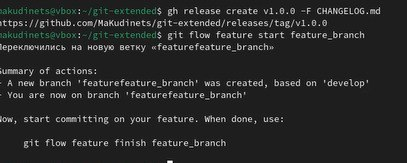 makudinets@vbox:~/git-extended$ gh release create v1.0.0 -F CHANGELOG.md
https://github.com/MaKudinets/git-extended/releases/tag/v1.0.0
makudinets@vbox:~/git-extended$ git flow feature start feature_branch
Переключились на новую ветку «featurefeature_branch»
Summary of actions:
- A new branch 'featurefeature_branch' was created, based on 'develop'
- You are now on branch 'featurefeature_branch'
Now, start committing on your feature. When done, use:
git flow feature finish feature_branch